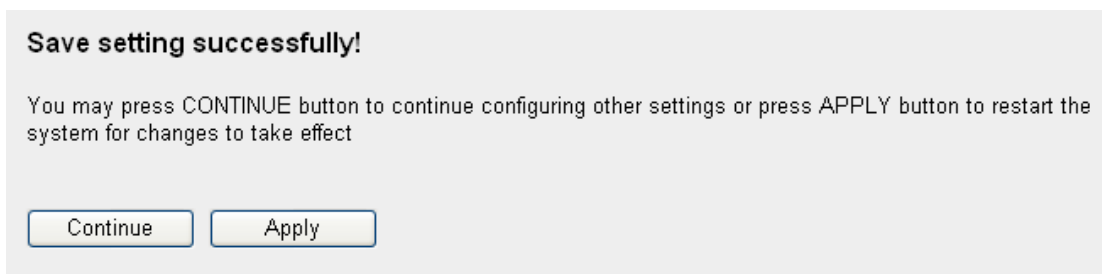 Save setting successfully!
You may press CONTINUE button to continue configuring other settings or press APPLY button to restart the
system for changes to take effect
Continue
Apply